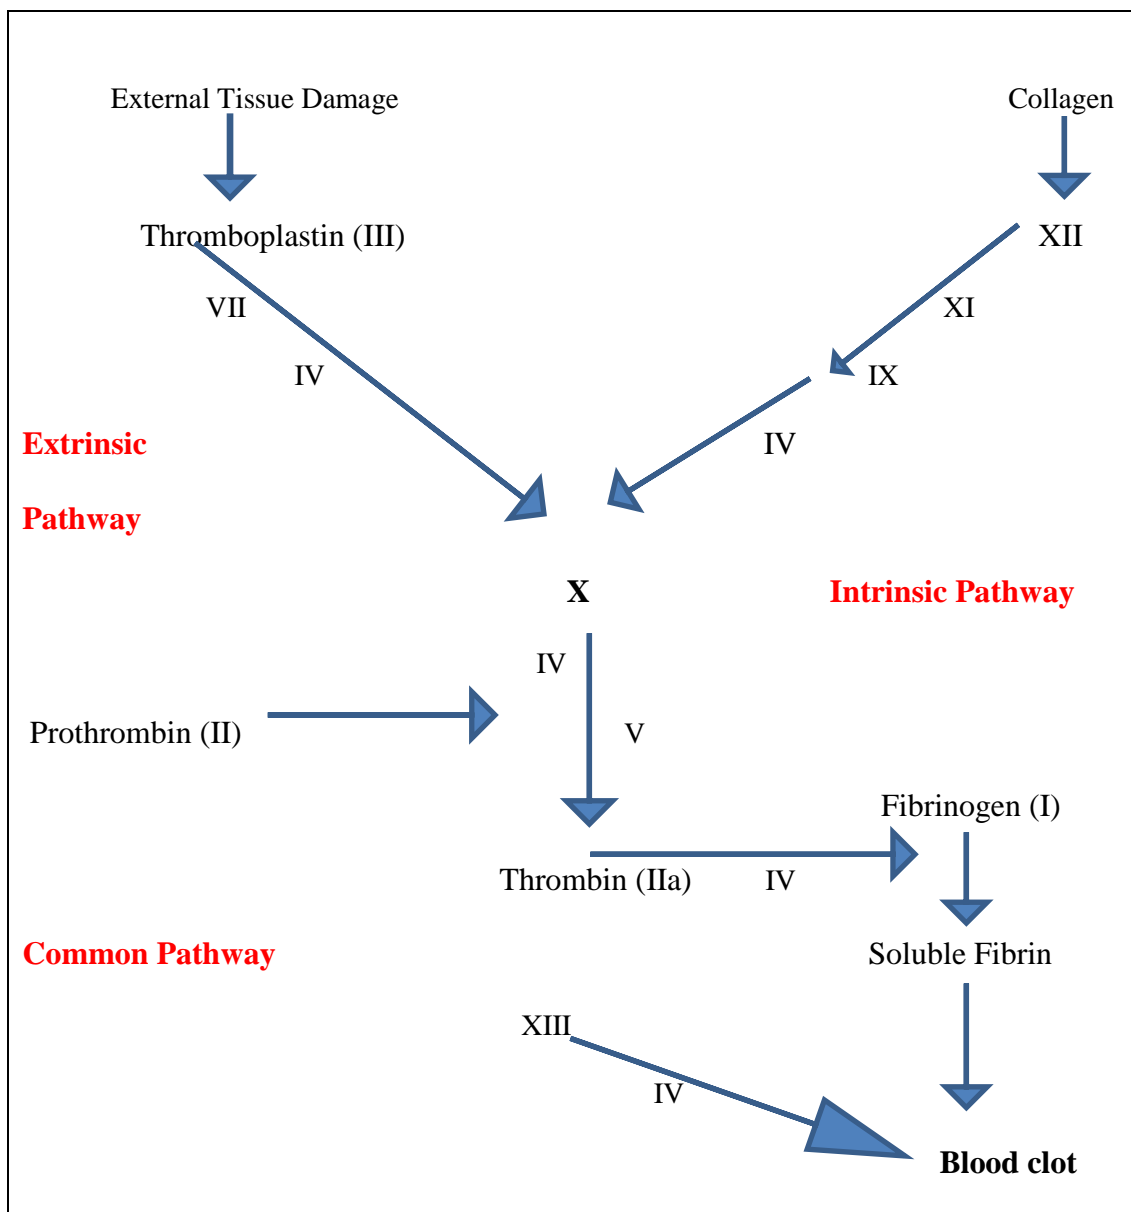 External Tissue Damage
Collagen
Thromboplastin (III)
XII
VII
XI
IV
IX
Extrinsic
IV
Pathway
X
Intrinsic Pathway
IV
Prothrombin (II)
V
Fibrinogen (I)
Thrombin (IIa)
IV
Common Pathway
Soluble Fibrin
XIII
IV
Blood clot